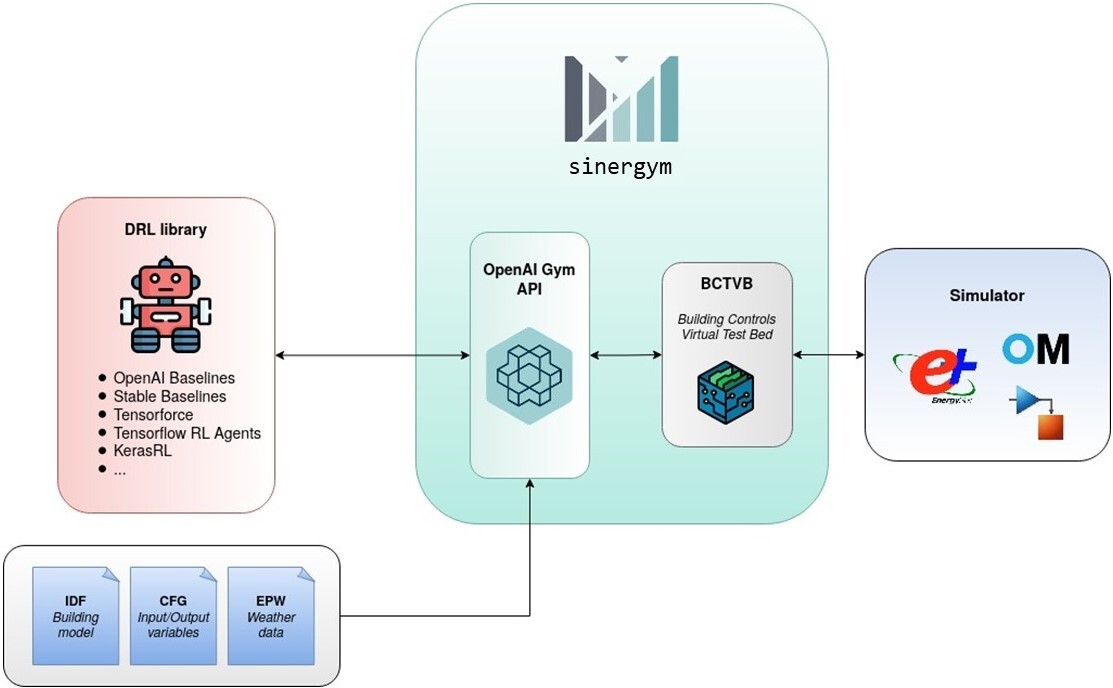 sinergym
DRL library
OpenAI Baselines
Stable Baselines
Tensorforce
Tensorflow RL Agents
KerasRL
...
OpenAI Gym
API
BCTVB
Building Controls
Virtual Test Bed
Simulator
e+
EnergyPlus
OM
IDF
Building
model
CFG
Input/Output
variables
EPW
Weather
data